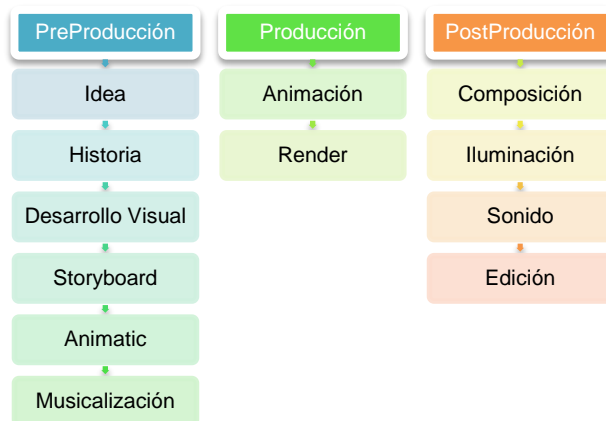 PreProducción
Idea
Historia
Desarrollo Visual
Storyboard
Animatic
Musicalización
Producción
Animación
Render
PostProducción
Composición
Iluminación
Sonido
Edición